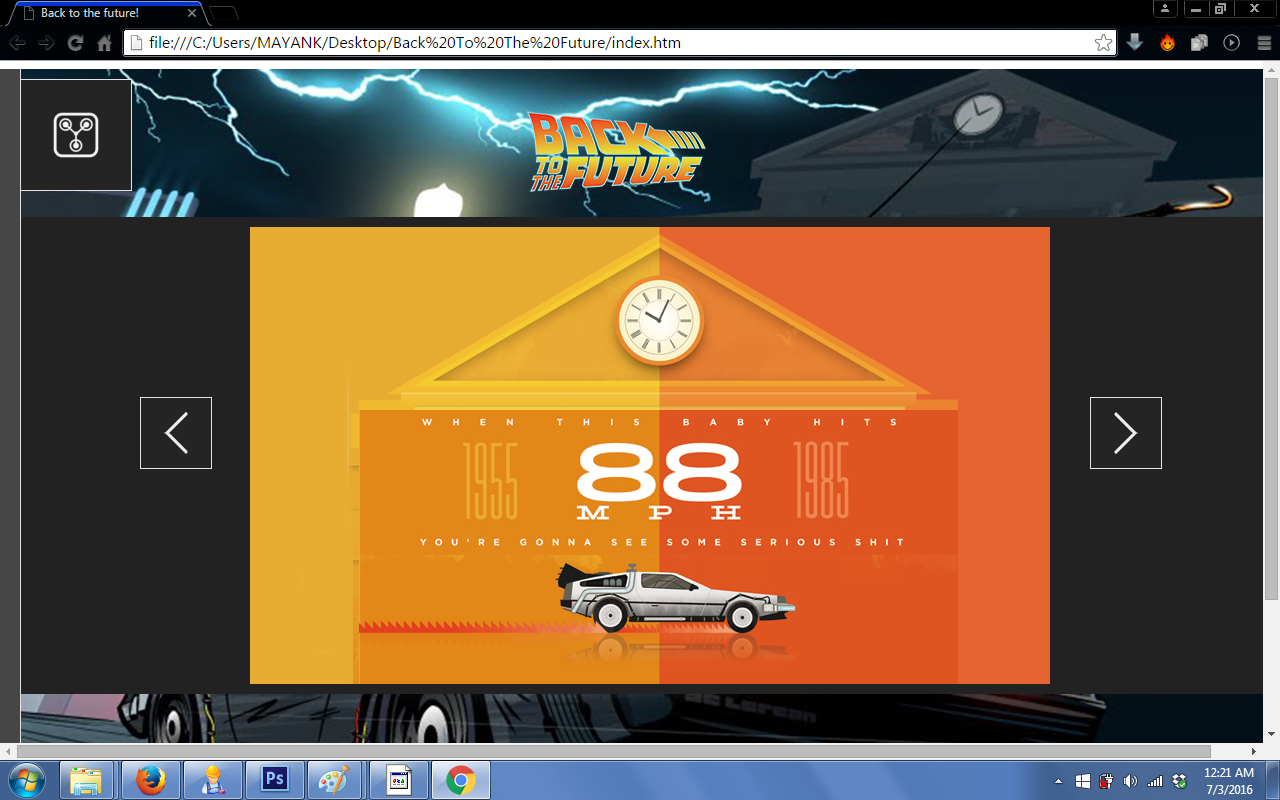 Back to the future!
file:///C:/Users/MAYANK/Desktop/Back%20To%20The%20Future/index.htm
BACK
TO
THE FUTURE
WHEN THIS BABY HITS
1955 88 1985
MPH
YOU'RE GONNA SEE SOME SERIOUS SHIT
Ps
12:21 AM
7/3/2016